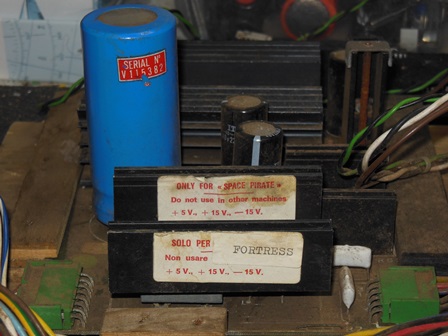 SERIAL N°
V115382
ONLY FOR «SPACE PIRATE»
Do not use in other machines
+ 5 V., + 15 V., — 15 V.
SOLO PER FORTRESS
Non usare
+ 5 V., + 15 V., — 15 V.